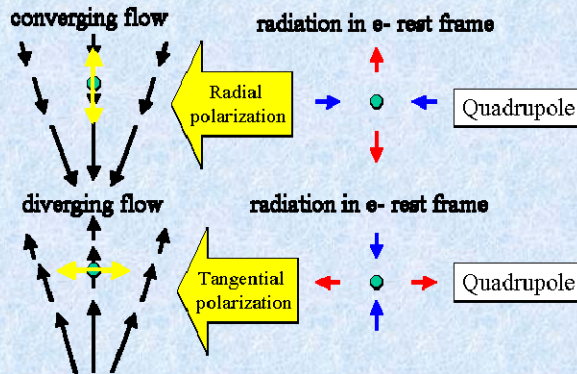 converging flow
radiation in e- rest frame
Radial
polarization
Quadrupole
diverging flow
radiation in e- rest frame
Tangential
polarization
Quadrupole